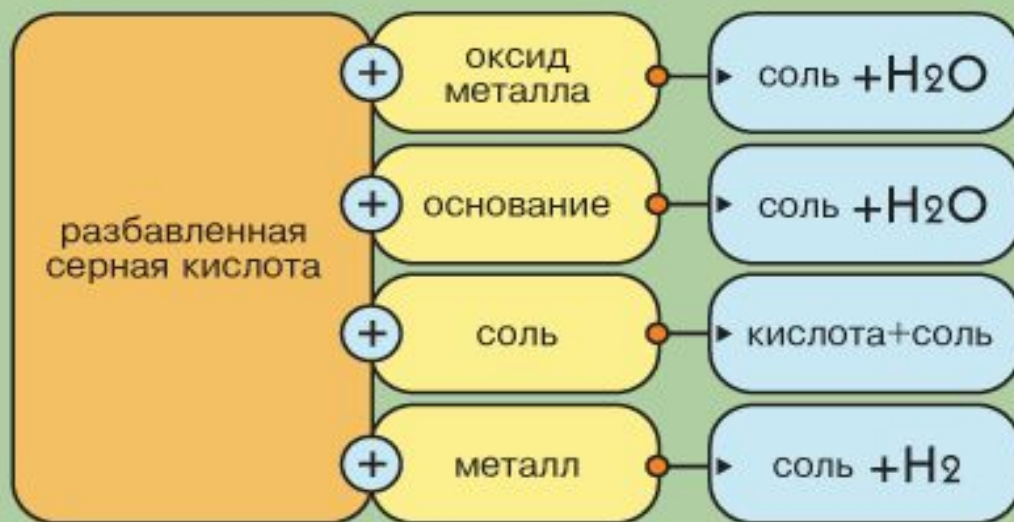 разбавленная
серная кислота
+
оксид
металла
соль +H2O
+
основание
соль +H2O
+
соль
кислота+соль
+
металл
соль +H2